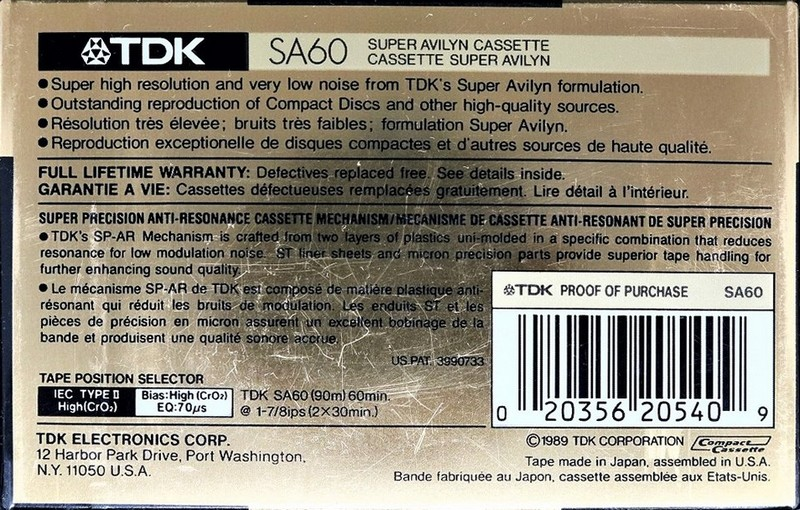 TDK SA60 SUPER AVILYN CASSETTE
CASSETTE SUPER AVILYN
●Super high resolution and very low noise from TDK's Super Avilyn formulation.
●Outstanding reproduction of Compact Discs and other high-quality sources.
●Résolution très élevée; bruits très faibles; formulation Super Avilyn.
●Reproduction exceptionelle de disques compactes et d'autres sources de haute qualité.
FULL LIFETIME WARRANTY: Defectives replaced free. See details inside.
GARANTIE A VIE: Cassettes défectueuses remplacées gratuitement. Lire détail à l'intérieur.
SUPER PRECISION ANTI-RESONANCE CASSETTE MECHANISM/MECANISME DE CASSETTE ANTI-RESONANT DE SUPER PRECISION
●TDK's SP-AR Mechanism is crafted from two layers of plastics uni-molded in a specific combination that reduces
resonance for low modulation noise. ST liner sheets and micron precision parts provide superior tape handling for
further enhancing sound quality.
●Le mécanisme SP-AR de TDK est composé de matière plastique anti-
résonant qui réduit les bruits de modulation. Les enduits ST et les
pièces de précision en micron assurent un excellent bobinage de la
bande et produisent une qualité sonore accrue.
U.S. PAT. 3990733
TDK PROOF OF PURCHASE SA60
0 20356 20540 9
TAPE POSITION SELECTOR
IEC TYPE II Bias:High (CrO₂) TDK SA60 (90m) 60min.
High(CrO₂) EQ:70μs @ 1-7/8ips (2×30min.)
TDK ELECTRONICS CORP.
12 Harbor Park Drive, Port Washington,
N.Y. 11050 U.S.A.
©1989 TDK CORPORATION Compact Cassette
Tape made in Japan, assembled in U.S.A.
Bande fabriquée au Japon, cassette assemblée aux Etats-Unis.